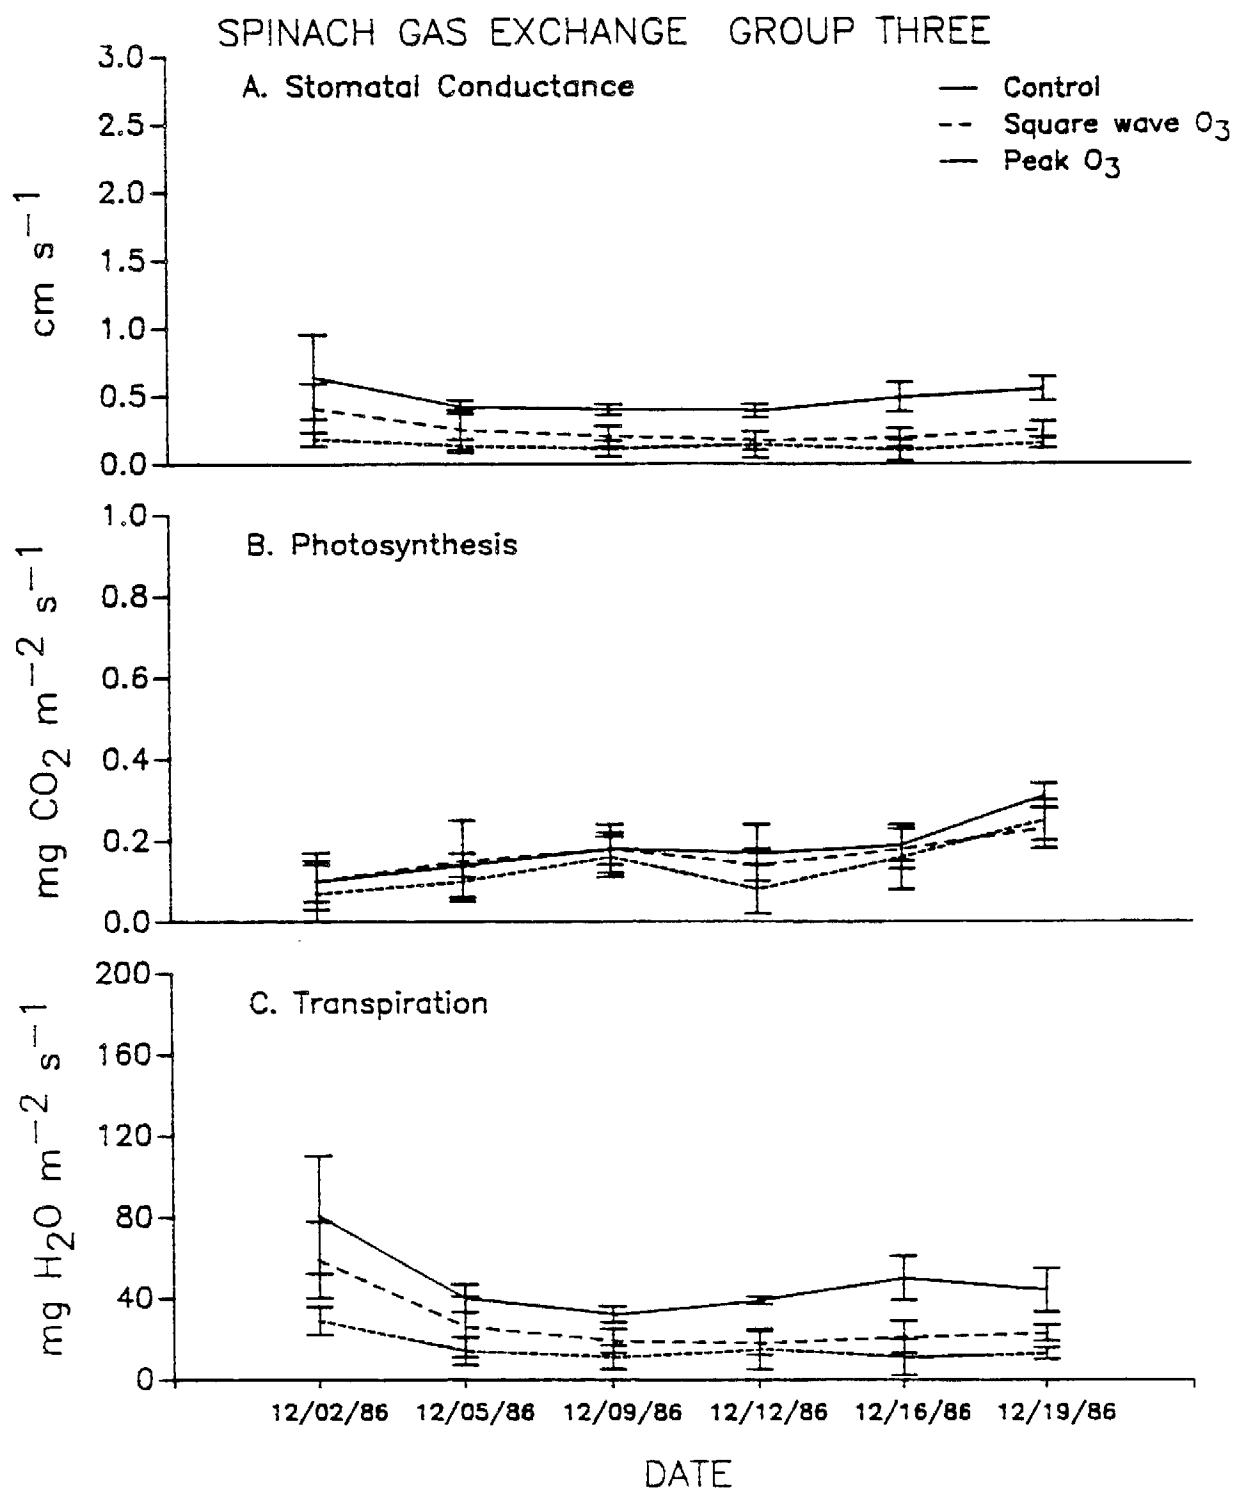 SPINACH GAS EXCHANGE GROUP THREE
A. Stomatal Conductance
Control
Square wave O3
Peak O3
cm s−1
3.0
2.5
2.0
1.5
1.0
0.5
0.0
B. Photosynthesis
mg CO2 m−2 s−1
1.0
0.8
0.6
0.4
0.2
0.0
C. Transpiration
mg H2O m−2 s−1
200
160
120
80
40
0
12/02/86 12/05/86 12/09/86 12/12/86 12/16/86 12/19/86
DATE